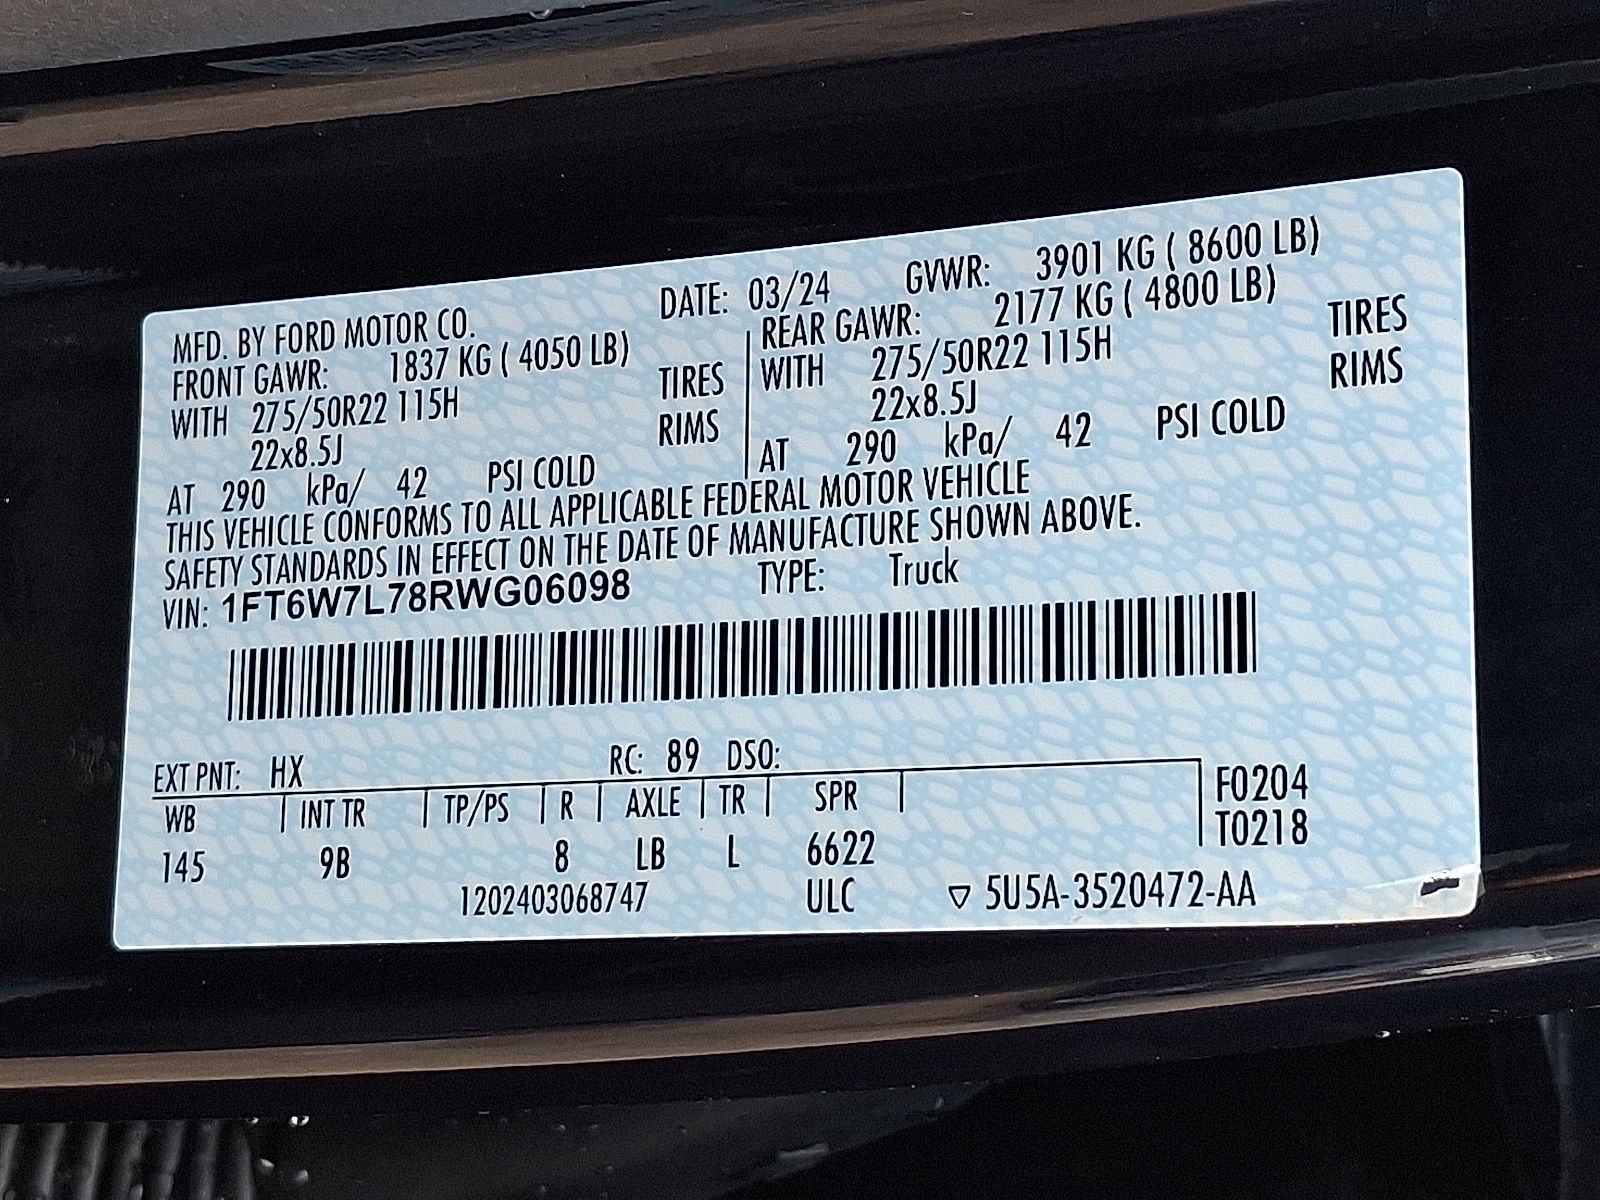 MFD. BY FORD MOTOR CO. DATE: 03/24 GVWR: 3901 KG ( 8600 LB)
FRONT GAWR: 1837 KG ( 4050 LB) REAR GAWR: 2177 KG ( 4800 LB)
WITH 275/50R22 115H TIRES WITH 275/50R22 115H TIRES
22x8.5J RIMS 22x8.5J RIMS
AT 290 kPa/ 42 PSI COLD AT 290 kPa/ 42 PSI COLD
THIS VEHICLE CONFORMS TO ALL APPLICABLE FEDERAL MOTOR VEHICLE
SAFETY STANDARDS IN EFFECT ON THE DATE OF MANUFACTURE SHOWN ABOVE.
VIN: 1FT6W7L78RWG06098 TYPE: Truck
EXT PNT: HX RC: 89 DSO:
WB INT TR TP/PS R AXLE TR SPR F0204
T0218
145 9B 8 LB L 6622
1202403068747 ULC ▽ 5U5A-3520472-AA